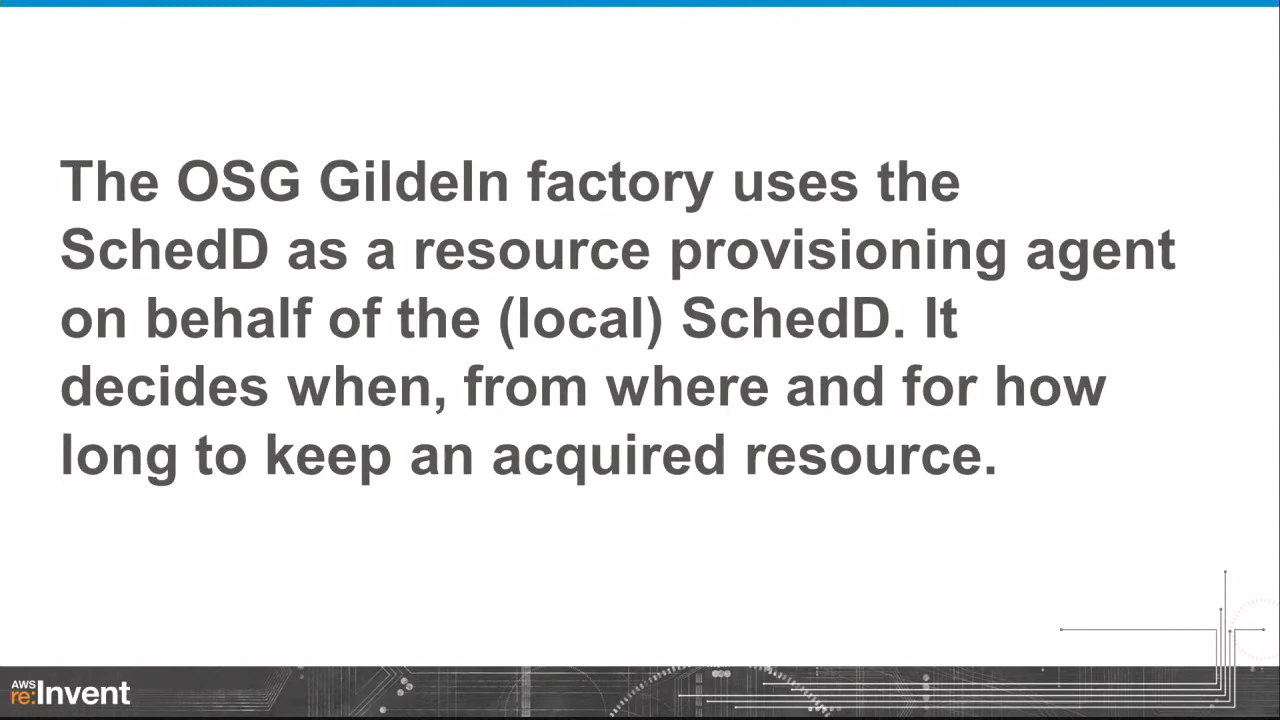 The OSG GildeIn factory uses the
SchedD as a resource provisioning agent
on behalf of the (local) SchedD. It
decides when, from where and for how
long to keep an acquired resource.
AWS
re:Invent